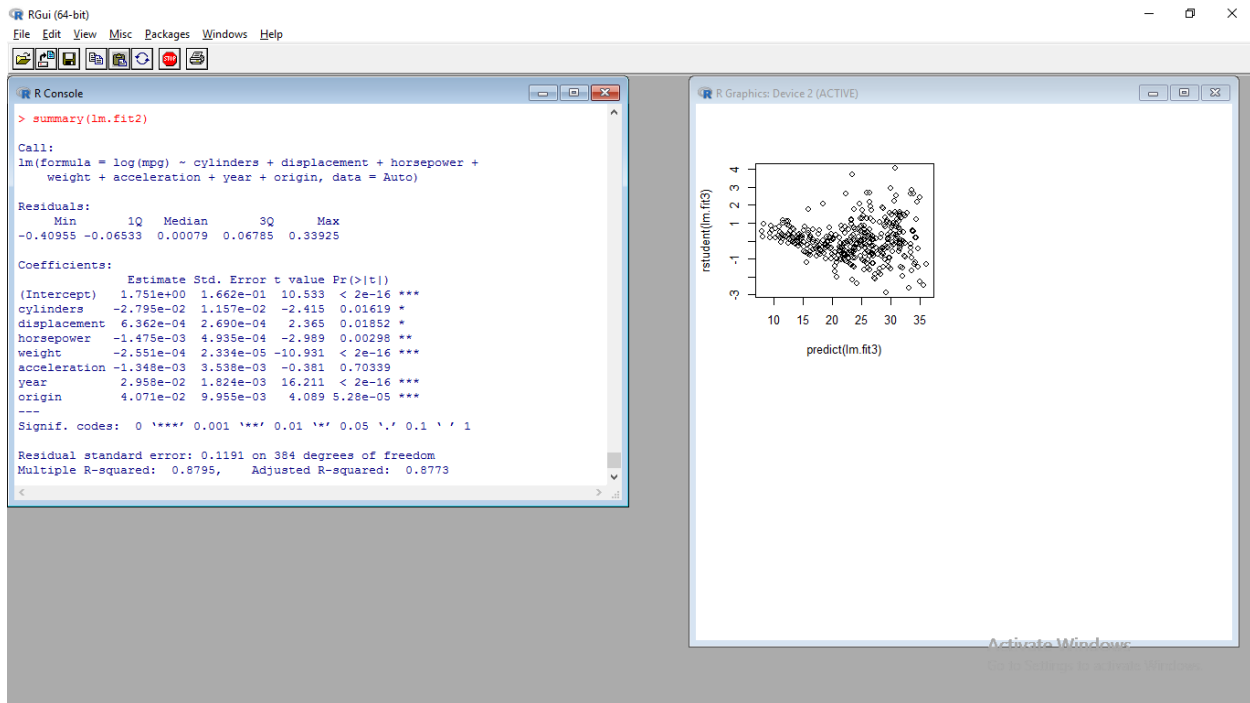 RGui (64-bit)
File Edit View Misc Packages Windows Help
STOP
R Console
> summary(lm.fit2)
Call:
lm(formula = log(mpg) ~ cylinders + displacement + horsepower +
    weight + acceleration + year + origin, data = Auto)
Residuals:
     Min       1Q   Median       3Q      Max
-0.40955 -0.06533  0.00079  0.06785  0.33925
Coefficients:
               Estimate Std. Error t value Pr(>|t|)
(Intercept)   1.751e+00  1.662e-01  10.533  < 2e-16 ***
cylinders    -2.795e-02  1.157e-02  -2.415  0.01619 *
displacement  6.362e-04  2.690e-04   2.365  0.01852 *
horsepower   -1.475e-03  4.935e-04  -2.989  0.00298 **
weight       -2.551e-04  2.334e-05 -10.931  < 2e-16 ***
acceleration -1.348e-03  3.538e-03  -0.381  0.70339
year          2.958e-02  1.824e-03  16.211  < 2e-16 ***
origin        4.071e-02  9.955e-03   4.089 5.28e-05 ***
---
Signif. codes:  0 ‘***’ 0.001 ‘**’ 0.01 ‘*’ 0.05 ‘.’ 0.1 ‘ ’ 1
Residual standard error: 0.1191 on 384 degrees of freedom
Multiple R-squared:  0.8795,    Adjusted R-squared:  0.8773
R Graphics: Device 2 (ACTIVE)
rstudent(lm.fit3)
4
3
2
1
-1
-3
10 15 20 25 30 35
predict(lm.fit3)
Activate Windows
Go to Settings to activate Windows.